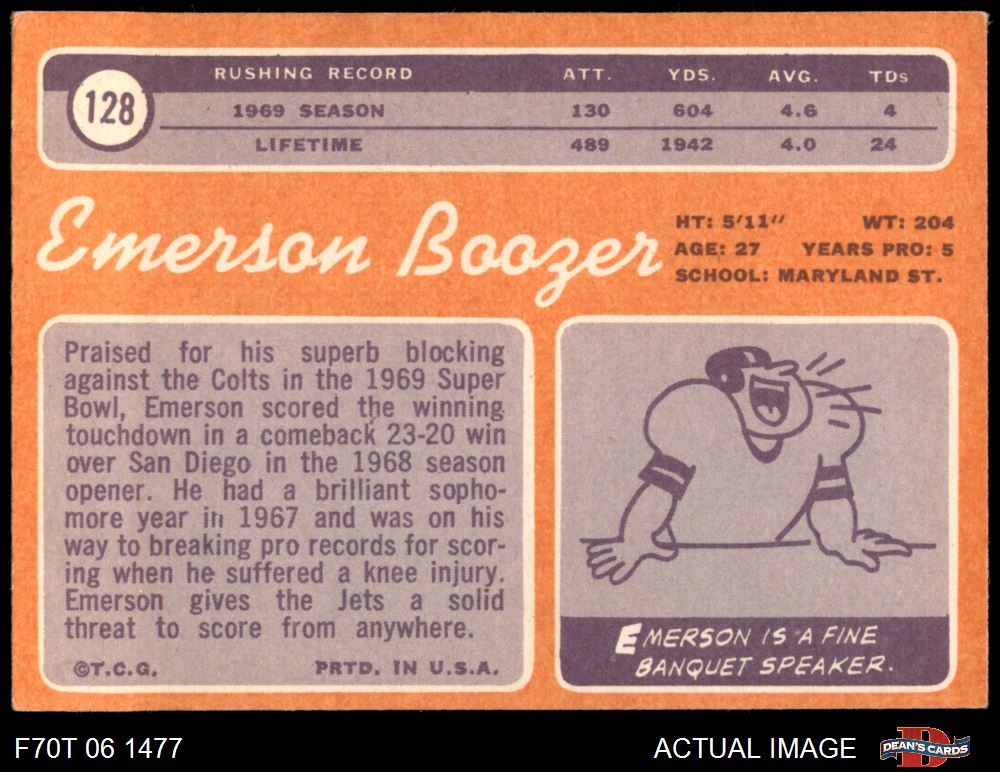 128
RUSHING RECORD ATT. YDS. AVG. TDs
1969 SEASON 130 604 4.6 4
LIFETIME 489 1942 4.0 24
Emerson Boozer
HT: 5'11" WT: 204
AGE: 27 YEARS PRO: 5
SCHOOL: MARYLAND ST.
Praised for his superb blocking
against the Colts in the 1969 Super
Bowl, Emerson scored the winning
touchdown in a comeback 23-20 win
over San Diego in the 1968 season
opener. He had a brilliant sopho-
more year in 1967 and was on his
way to breaking pro records for scor-
ing when he suffered a knee injury.
Emerson gives the Jets a solid
threat to score from anywhere.
©T.C.G. PRTD. IN U.S.A.
EMERSON IS A FINE
BANQUET SPEAKER.
F70T 06 1477 ACTUAL IMAGE D DEAN'S CARDS